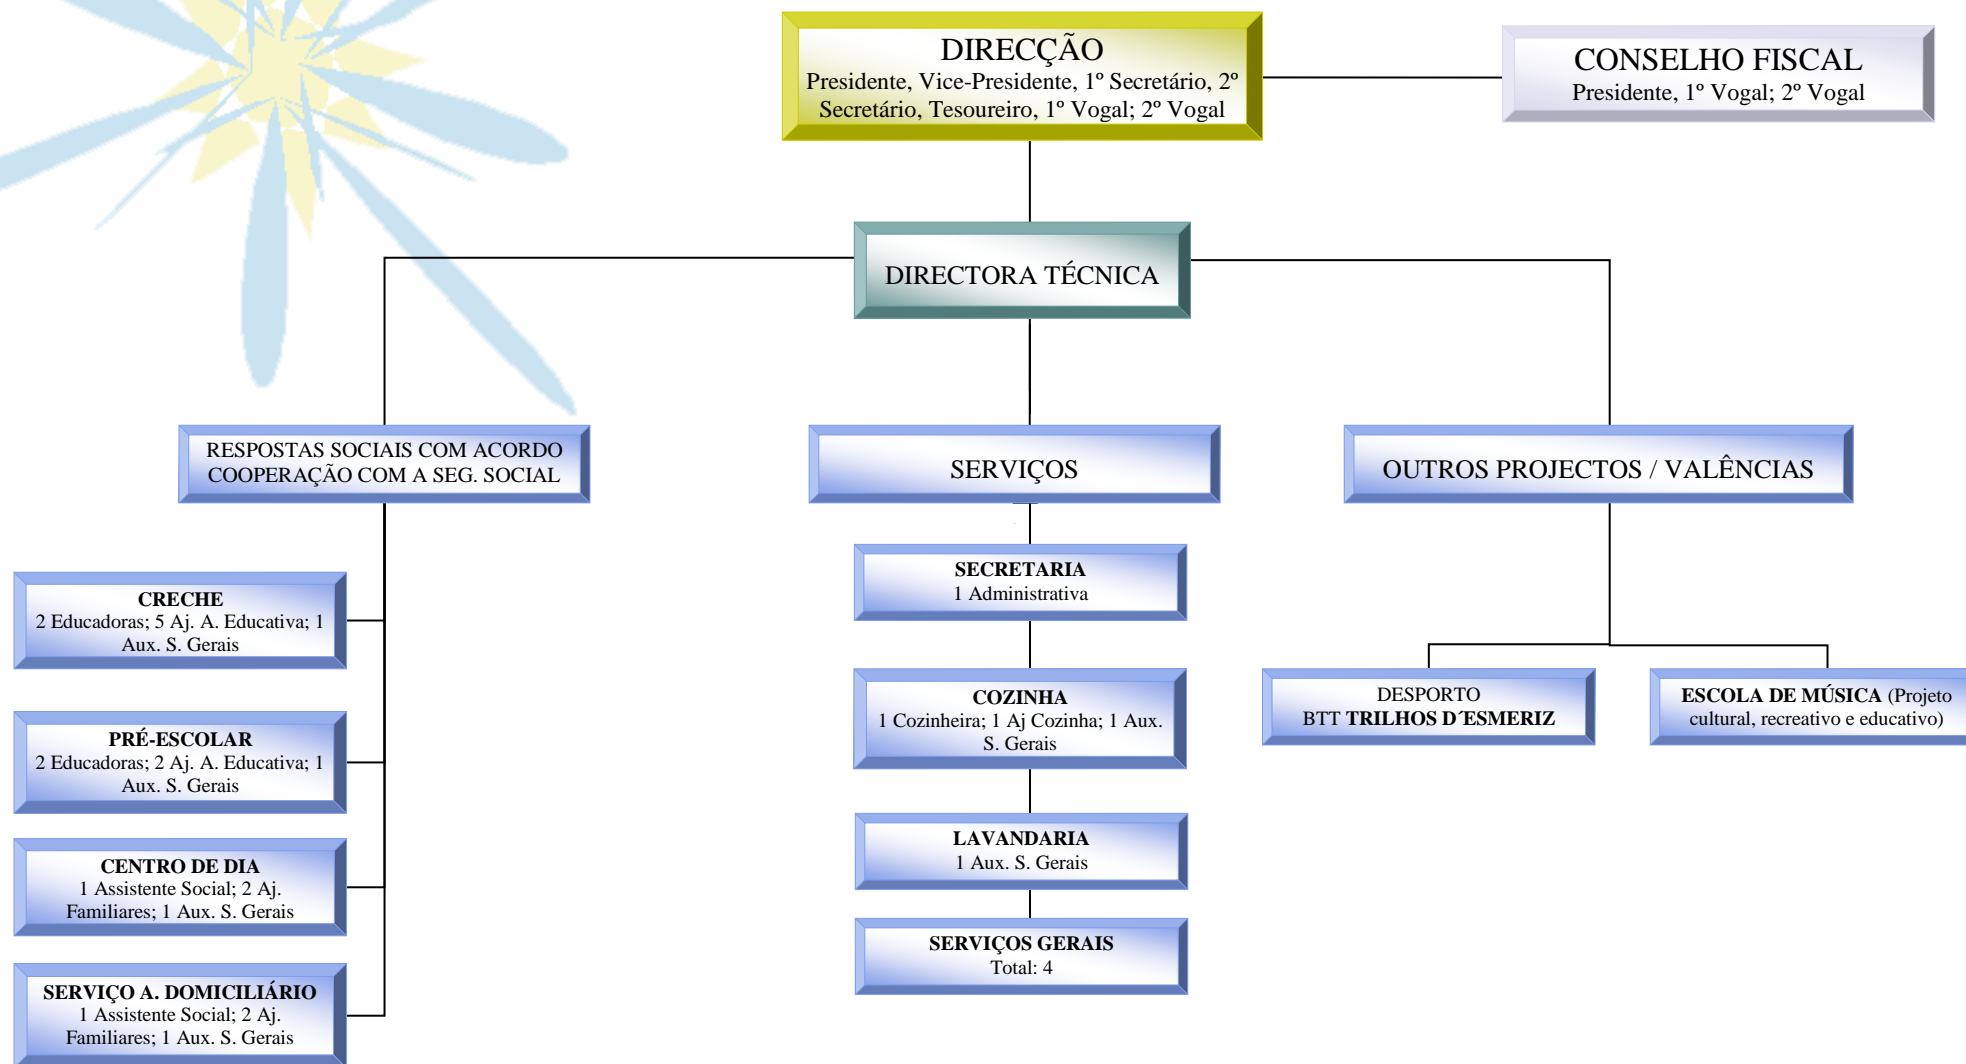 DIRECÇÃO
Presidente, Vice-Presidente, 1º Secretário, 2º
Secretário, Tesoureiro, 1º Vogal; 2º Vogal
CONSELHO FISCAL
Presidente, 1º Vogal; 2º Vogal
DIRECTORA TÉCNICA
RESPOSTAS SOCIAIS COM ACORDO
COOPERAÇÃO COM A SEG. SOCIAL
SERVIÇOS
OUTROS PROJECTOS / VALÊNCIAS
CRECHE
2 Educadoras; 5 Aj. A. Educativa; 1
Aux. S. Gerais
PRÉ-ESCOLAR
2 Educadoras; 2 Aj. A. Educativa; 1
Aux. S. Gerais
CENTRO DE DIA
1 Assistente Social; 2 Aj.
Familiares; 1 Aux. S. Gerais
SERVIÇO A. DOMICILIÁRIO
1 Assistente Social; 2 Aj.
Familiares; 1 Aux. S. Gerais
SECRETARIA
1 Administrativa
COZINHA
1 Cozinheira; 1 Aj Cozinha; 1 Aux.
S. Gerais
LAVANDARIA
1 Aux. S. Gerais
SERVIÇOS GERAIS
Total: 4
DESPORTO
BTT TRILHOS D´ESMERIZ
ESCOLA DE MÚSICA (Projeto
cultural, recreativo e educativo)